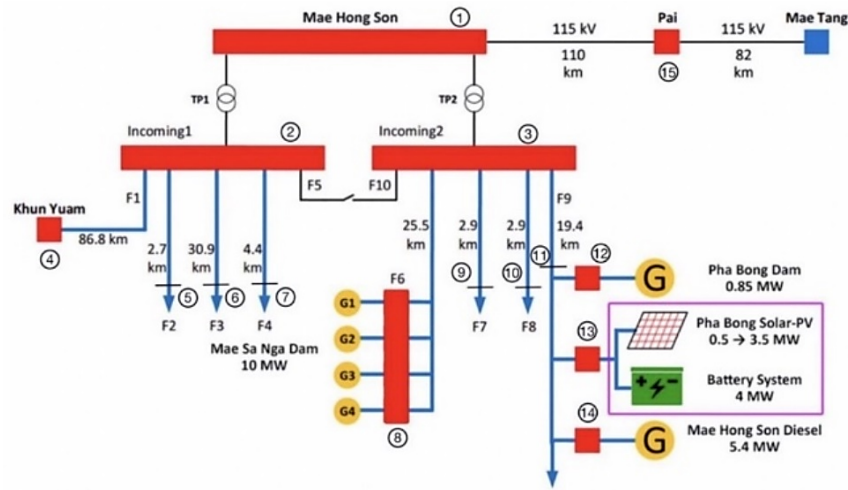 Mae Hong Son
①
115 kV
110
km
Pai
⑮
115 kV
82
km
Mae Tang
TP1
TP2
Incoming1
②
Incoming2
③
F1
F5
F10
F9
Khun Yuam
④
86.8 km
2.7
km
30.9
km
4.4
km
25.5
km
2.9
km
2.9
km
19.4
km
⑤
⑥
⑦
⑨
⑩
⑪
F2
F3
F4
F7
F8
Mae Sa Nga Dam
10 MW
F6
G1
G2
G3
G4
⑧
⑫
G
Pha Bong Dam
0.85 MW
⑬
Pha Bong Solar-PV
0.5 → 3.5 MW
Battery System
4 MW
⑭
G
Mae Hong Son Diesel
5.4 MW